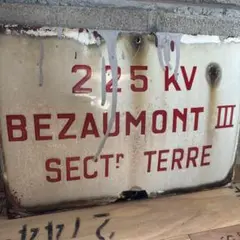 225 KV
BEZAUMONT III
SECTR TERRE